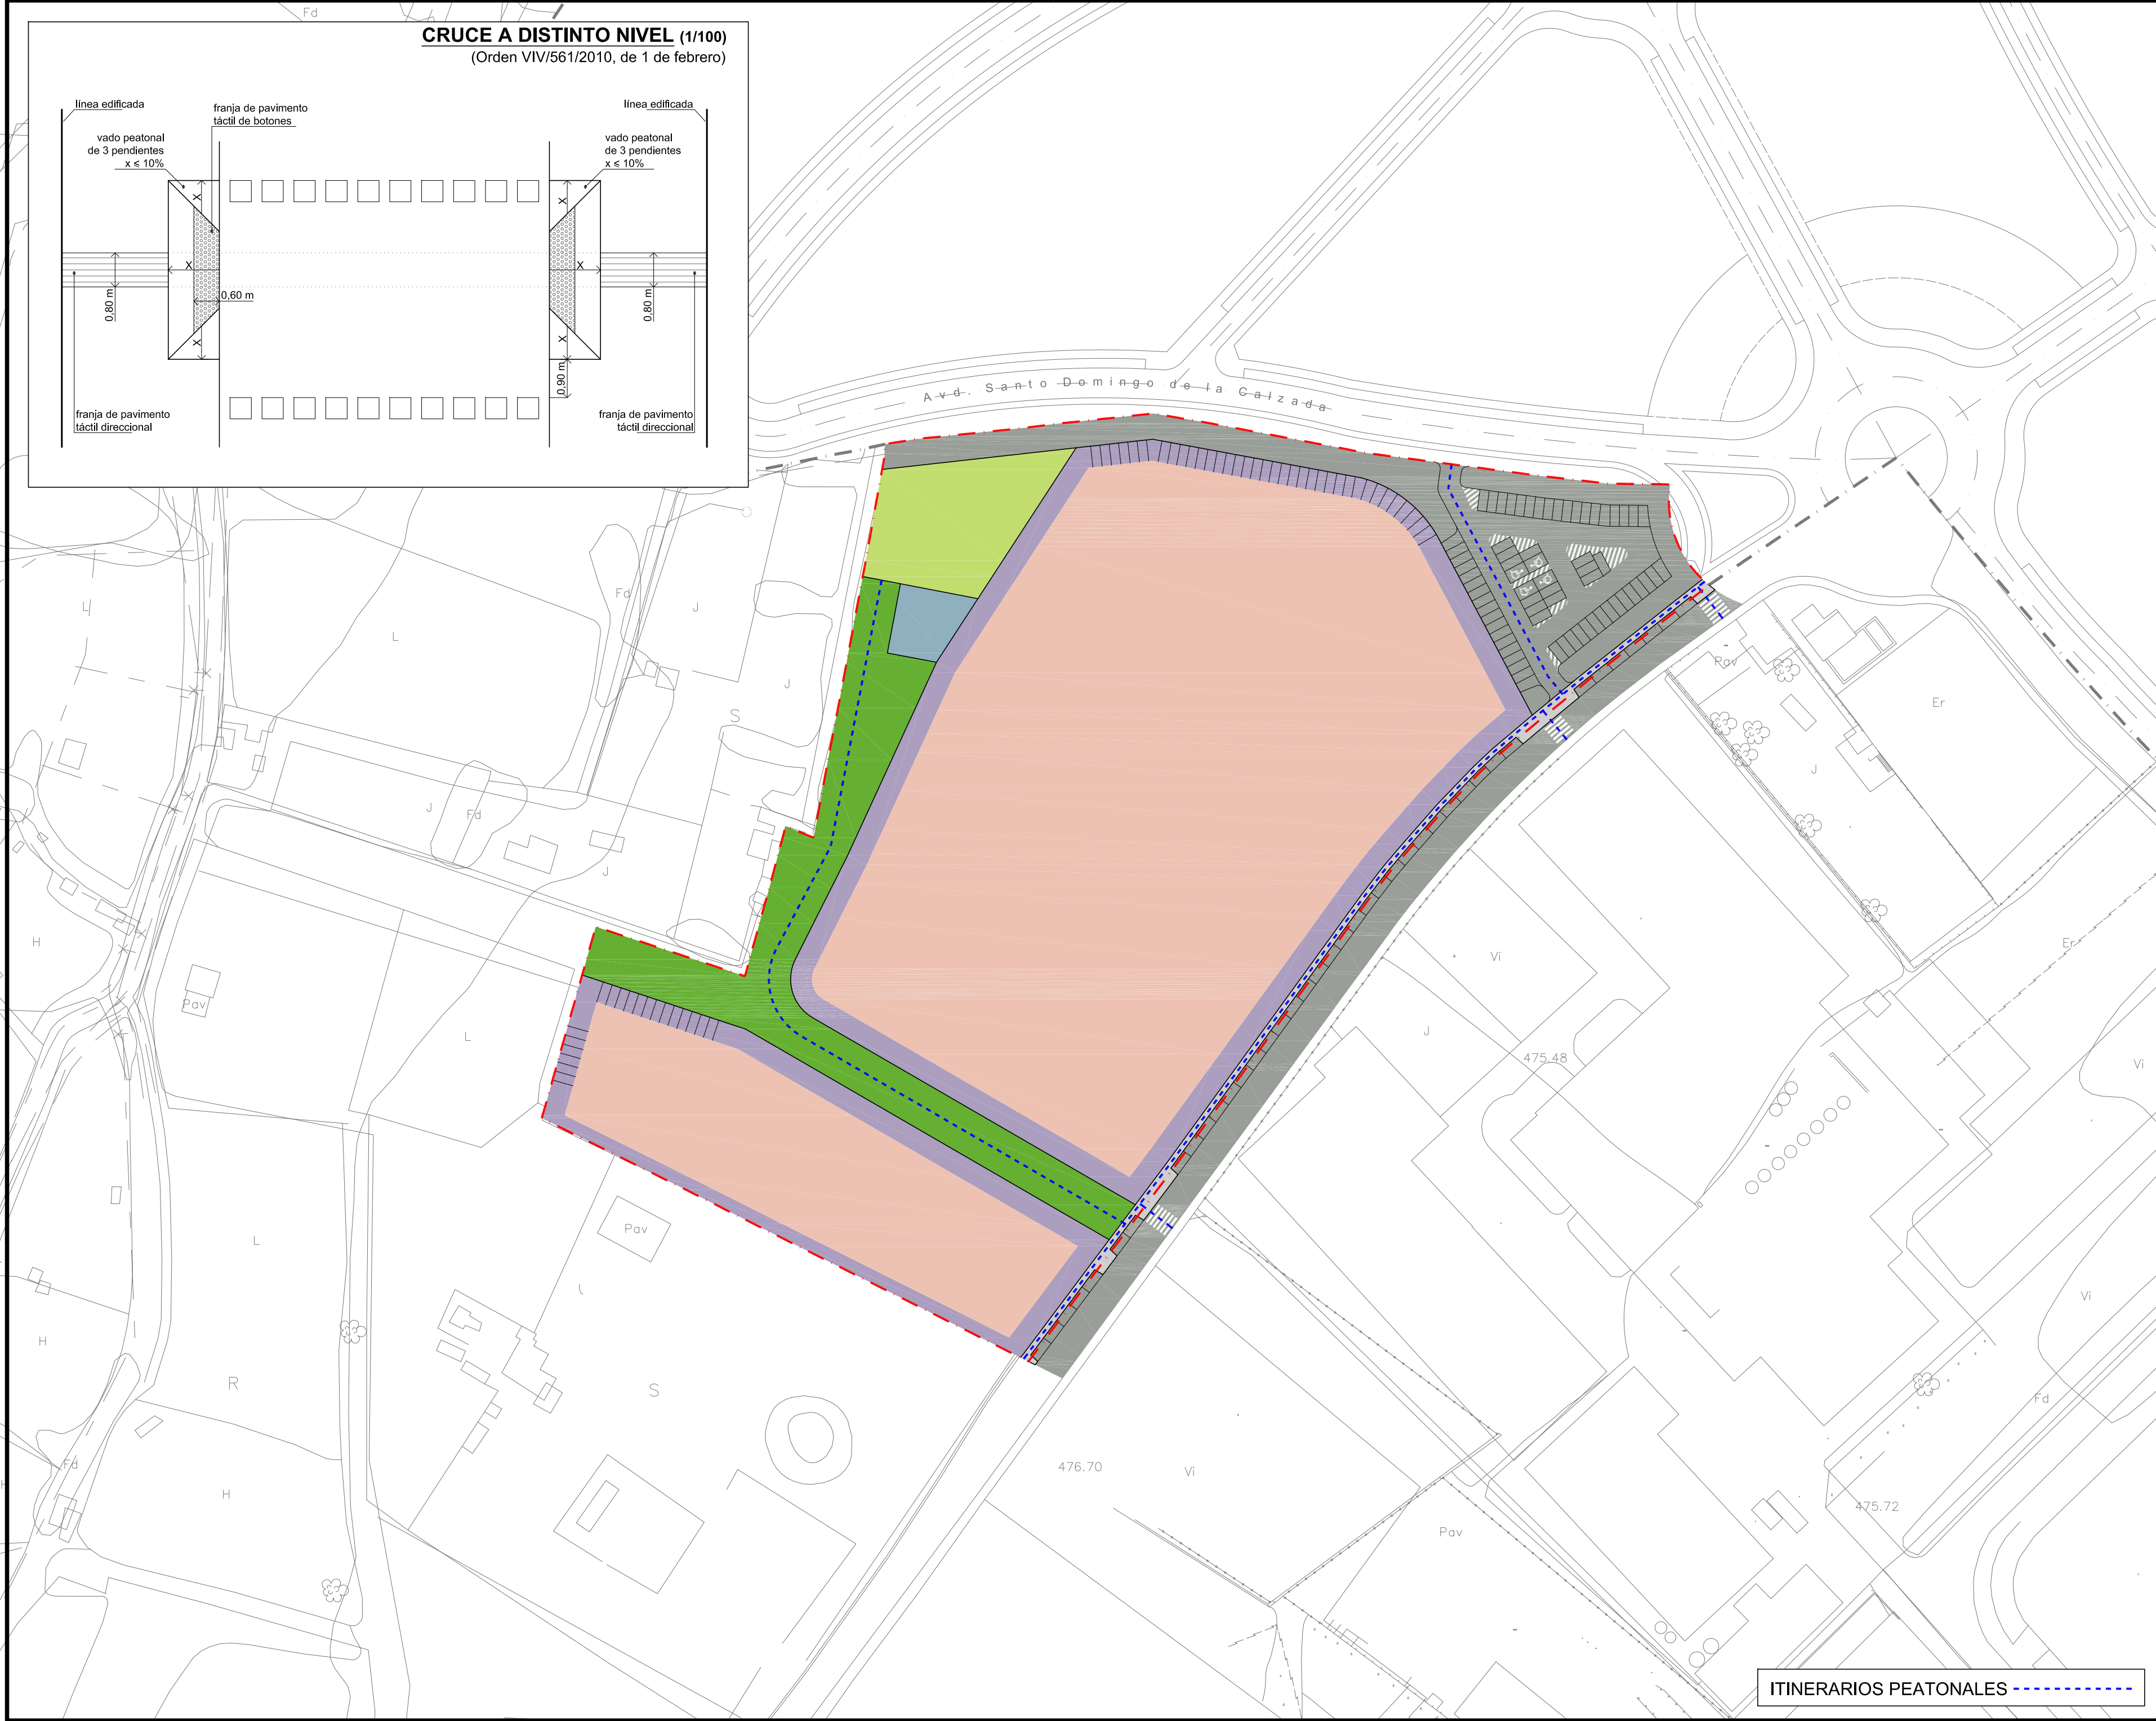 Fd
CRUCE A DISTINTO NIVEL (1/100)
(Orden VIV/561/2010, de 1 de febrero)
línea edificada
franja de pavimento
táctil de botones
línea edificada
vado peatonal
de 3 pendientes
x ≤ 10%
vado peatonal
de 3 pendientes
x ≤ 10%
X
X
X
X
0,60 m
0,80 m
0,80 m
X
X
0,90 m
franja de pavimento
táctil direccional
franja de pavimento
táctil direccional
Avd. Santo Domingo de la Calzada
Fd
J
L
L
J
S
Pav
Er
J
J
Fd
J
H
Er
Vi
Pav
L
J
475.48
Vi
Pav
L
Vi
H
R
S
Fd
476.70
Vi
Fd
H
H
475.72
Pav
ITINERARIOS PEATONALES